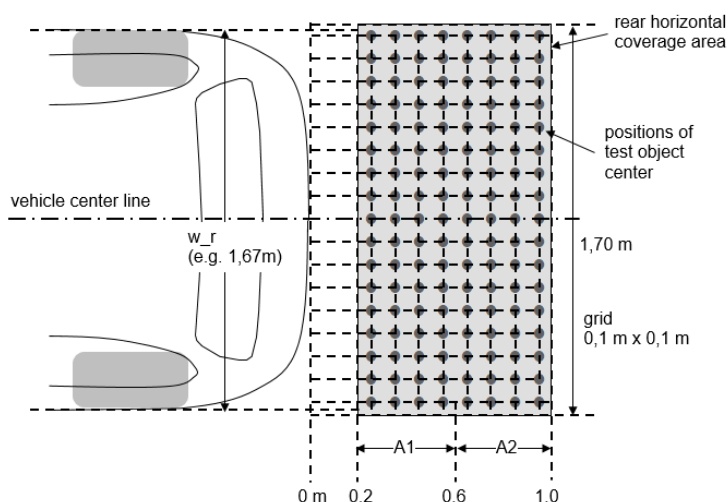 rear horizontal
coverage area
positions of
test object
center
vehicle center line
w_r
(e.g. 1,67m)
1,70 m
grid
0,1 m x 0,1 m
A1
A2
0 m
0.2
0.6
1.0